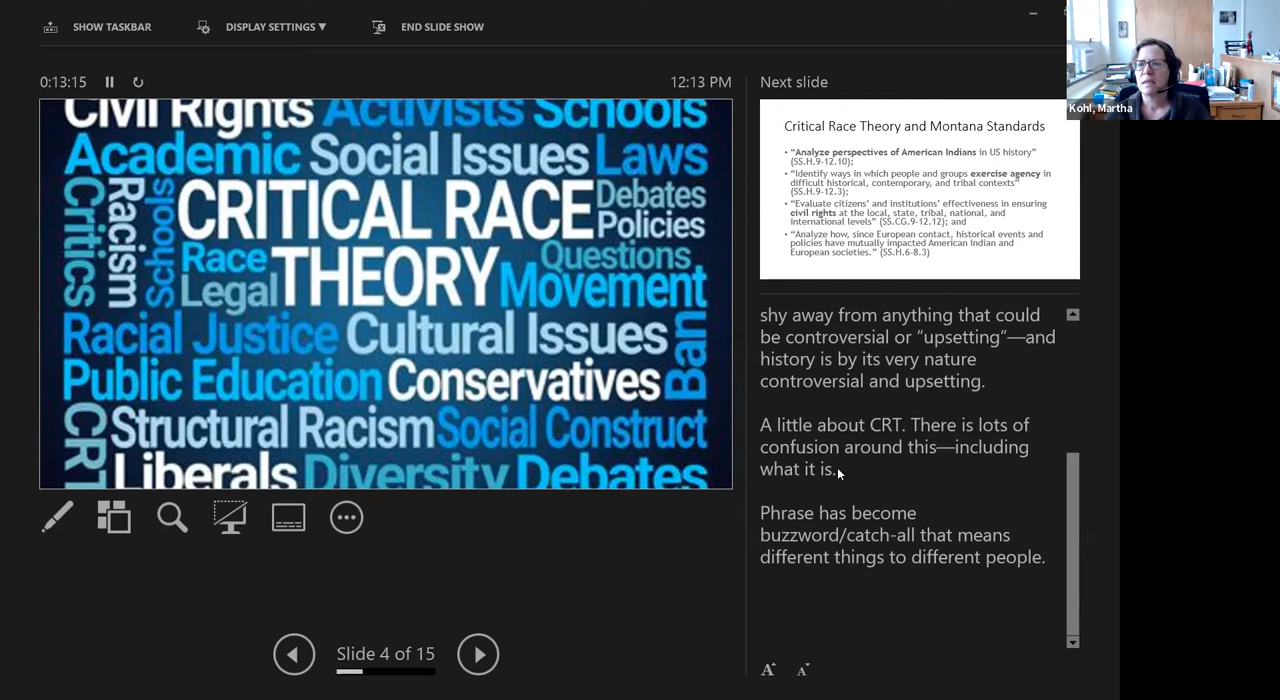 SHOW TASKBAR
DISPLAY SETTINGS ▼
END SLIDE SHOW
Kohl, Martha
0:13:15
12:13 PM
Civil Rights Activists Schools
Academic Social Issues Laws
Critics
Racism
Schools
CRITICAL RACE
Debates
Policies
Race
Questions
Legal
THEORY
Movement
Racial Justice Cultural Issues
Ban
Public Education Conservatives
CRT
Structural Racism Social Construct
Liberals Diversity Debates
Slide 4 of 15
Next slide
Critical Race Theory and Montana Standards
• “Analyze perspectives of American Indians in US history”
(SS.H.9-12.10);
• “Identify ways in which people and groups exercise agency in
difficult historical, contemporary, and tribal contexts”
(SS.H.9-12.3);
• “Evaluate citizens’ and institutions’ effectiveness in ensuring
civil rights at the local, state, tribal, national, and
international levels” (SS.CG.9-12.12); and
• “Analyze how, since European contact, historical events and
policies have mutually impacted American Indian and
European societies.” (SS.H.6-8.3)
shy away from anything that could
be controversial or “upsetting”—and
history is by its very nature
controversial and upsetting.
A little about CRT. There is lots of
confusion around this—including
what it is.
Phrase has become
buzzword/catch-all that means
different things to different people.
A A